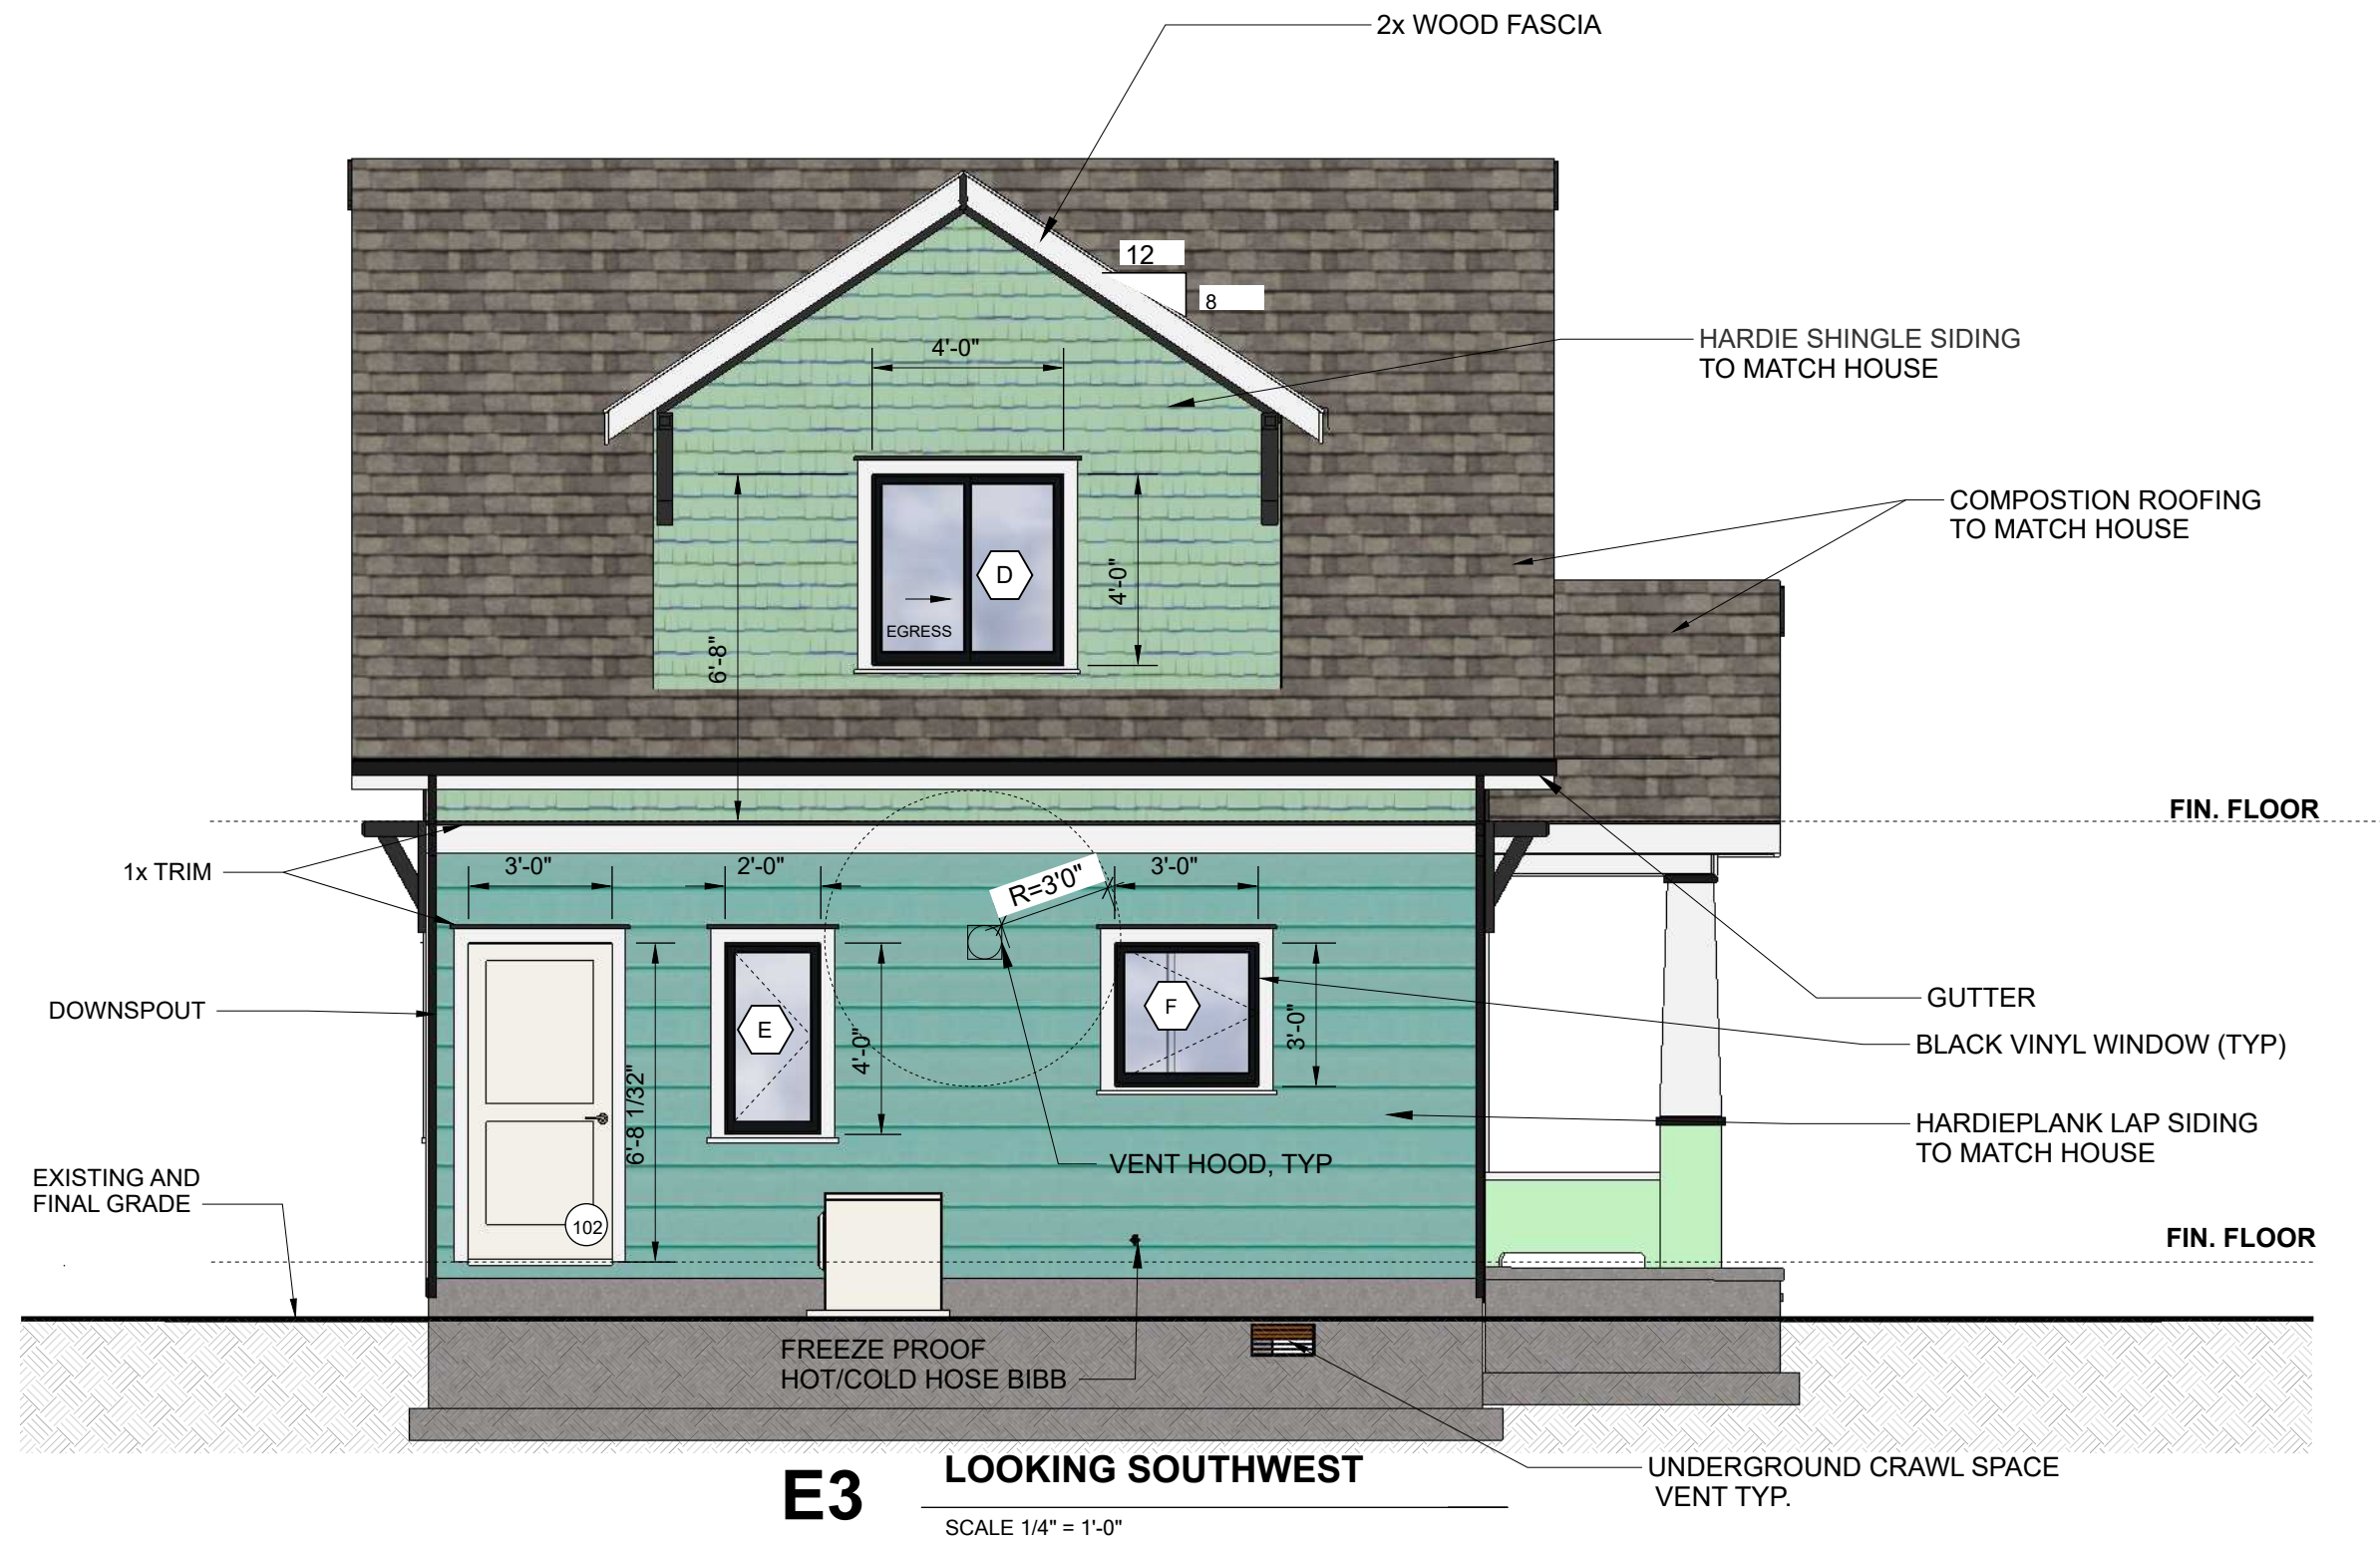 2x WOOD FASCIA
12
8
HARDIE SHINGLE SIDING
TO MATCH HOUSE
4'-0"
COMPOSTION ROOFING
TO MATCH HOUSE
D
4'-0"
EGRESS
6'-8"
FIN. FLOOR
1x TRIM
3'-0"
2'-0"
R=3'0"
3'-0"
DOWNSPOUT
E
4'-0"
F
3'-0"
GUTTER
BLACK VINYL WINDOW (TYP)
6'-8 1/32"
HARDIEPLANK LAP SIDING
TO MATCH HOUSE
VENT HOOD, TYP
EXISTING AND
FINAL GRADE
102
FIN. FLOOR
FREEZE PROOF
HOT/COLD HOSE BIBB
E3
LOOKING SOUTHWEST
SCALE 1/4" = 1'-0"
UNDERGROUND CRAWL SPACE
VENT TYP.